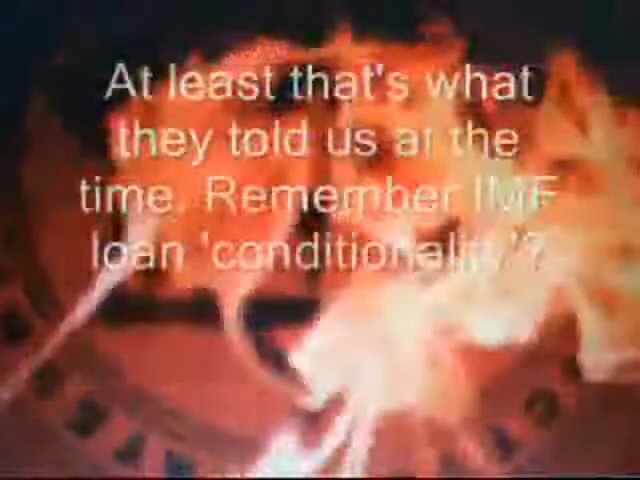 At least that's what
they told us at the
time. Remember IMF
loan 'conditionality'?